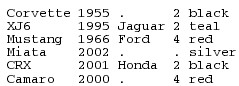 Corvette 1955 .      2 black
XJ6      1995 Jaguar 2 teal
Mustang  1966 Ford   4 red
Miata    2002 .      . silver
CRX      2001 Honda  2 black
Camaro   2000 .      4 red